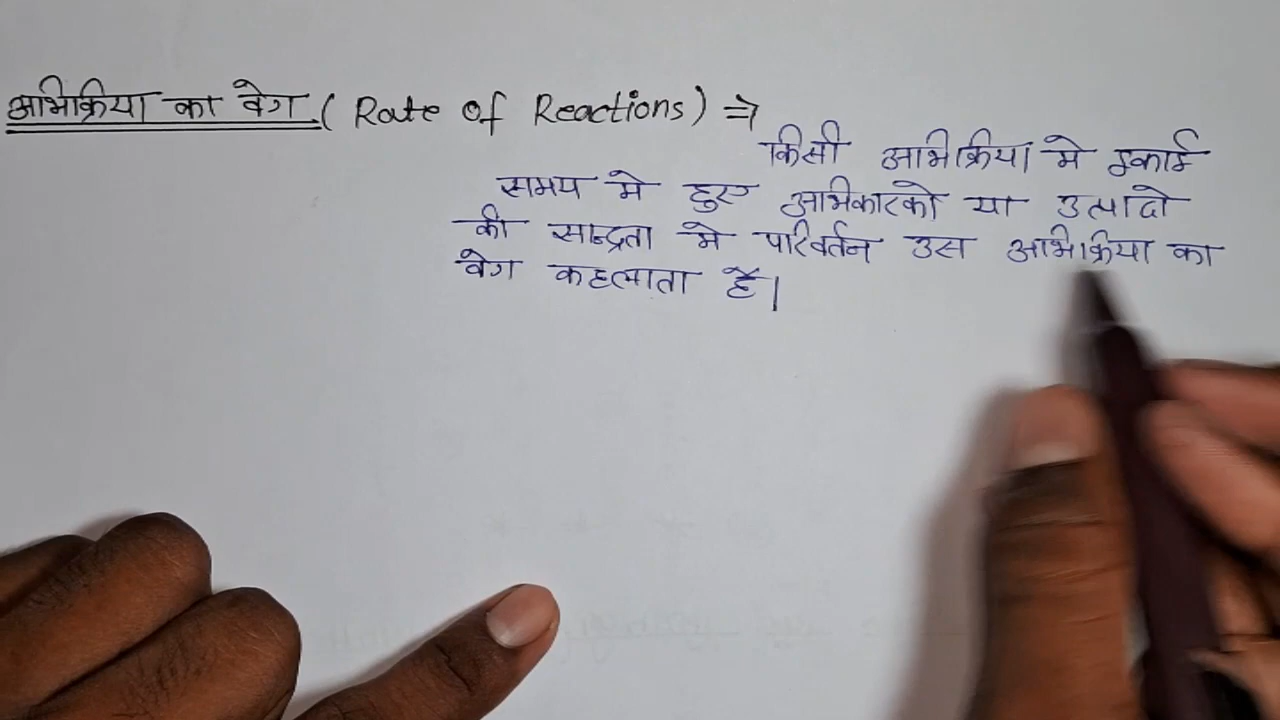 अभिक्रिया का वेग (Rate of Reactions) ⇒
किसी अभिक्रिया मे इकाई
समय मे हुए अभिकारको या उत्पादो
की सान्द्रता मे परिवर्तन उस अभिक्रिया का
वेग कहलाता है।